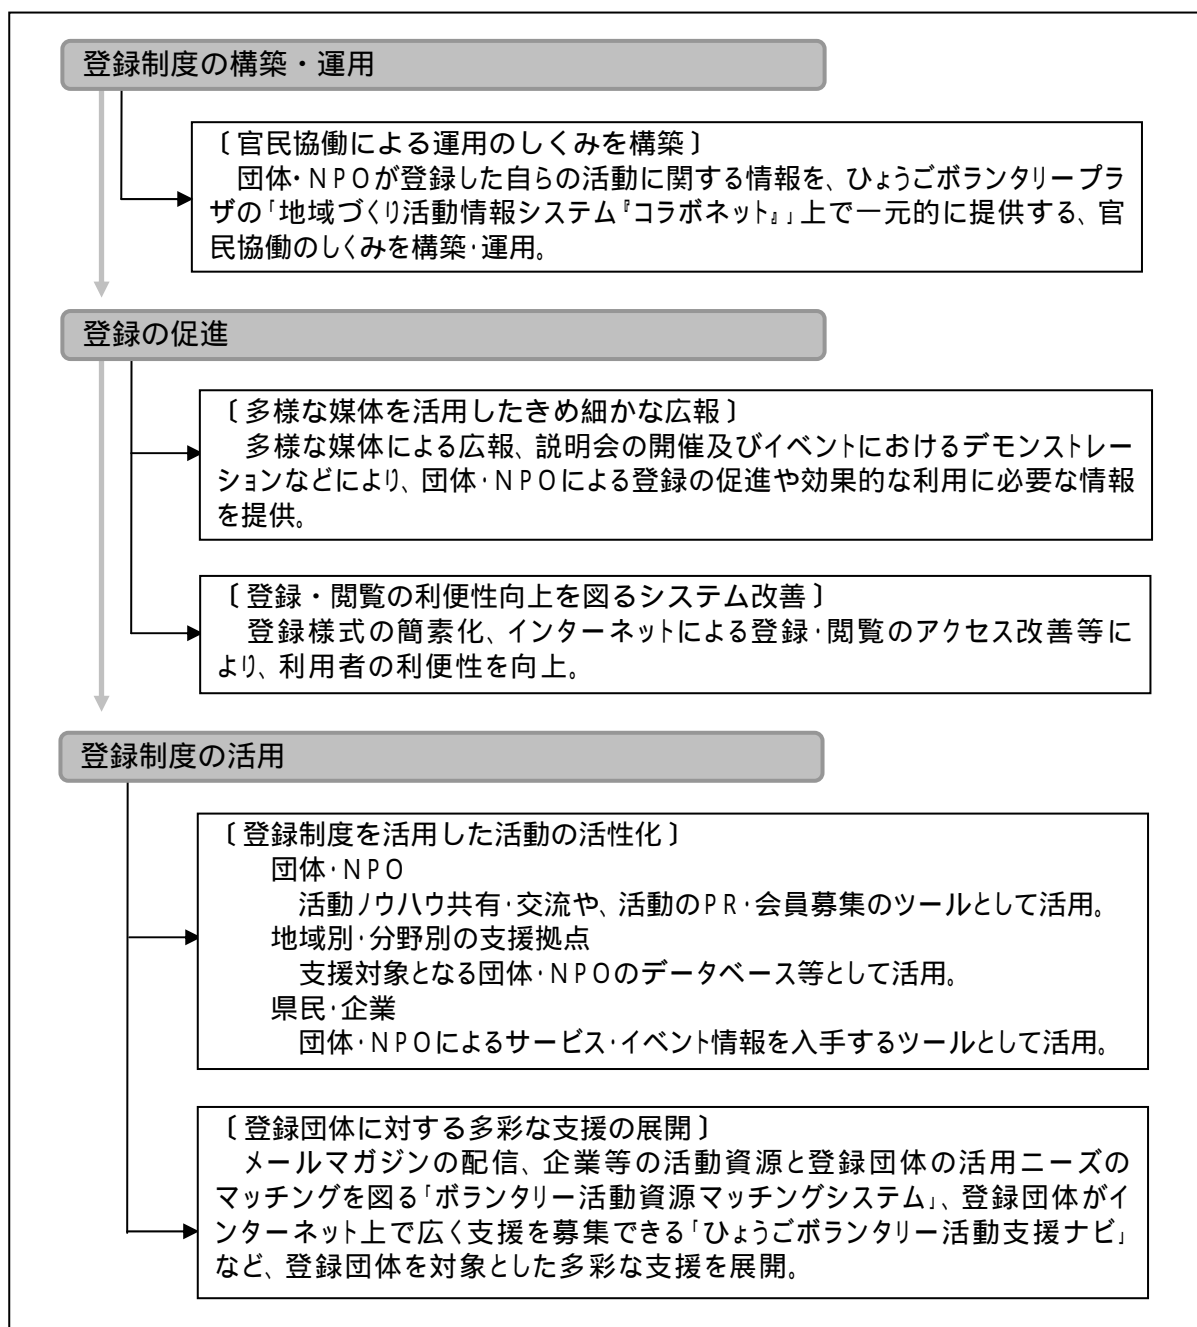 登録制度の構築・運用
〔官民協働による運用のしくみを構築〕
団体・NPOが登録した自らの活動に関する情報を、ひょうごボランタリープラ
ザの「地域づくり活動情報システム『コラボネット』」上で一元的に提供する、官
民協働のしくみを構築・運用。
登録の促進
〔多様な媒体を活用したきめ細かな広報〕
多様な媒体による広報、説明会の開催及びイベントにおけるデモンストレー
ションなどにより、団体・NPOによる登録の促進や効果的な利用に必要な情報
を提供。
〔登録・閲覧の利便性向上を図るシステム改善〕
登録様式の簡素化、インターネットによる登録・閲覧のアクセス改善等に
より、利用者の利便性を向上。
登録制度の活用
〔登録制度を活用した活動の活性化〕
団体・NPO
活動ノウハウ共有・交流や、活動のPR・会員募集のツールとして活用。
地域別・分野別の支援拠点
支援対象となる団体・NPOのデータベース等として活用。
県民・企業
団体・NPOによるサービス・イベント情報を入手するツールとして活用。
〔登録団体に対する多彩な支援の展開〕
メールマガジンの配信、企業等の活動資源と登録団体の活用ニーズの
マッチングを図る「ボランタリー活動資源マッチングシステム」、登録団体がイ
ンターネット上で広く支援を募集できる「ひょうごボランタリー活動支援ナビ」
など、登録団体を対象とした多彩な支援を展開。